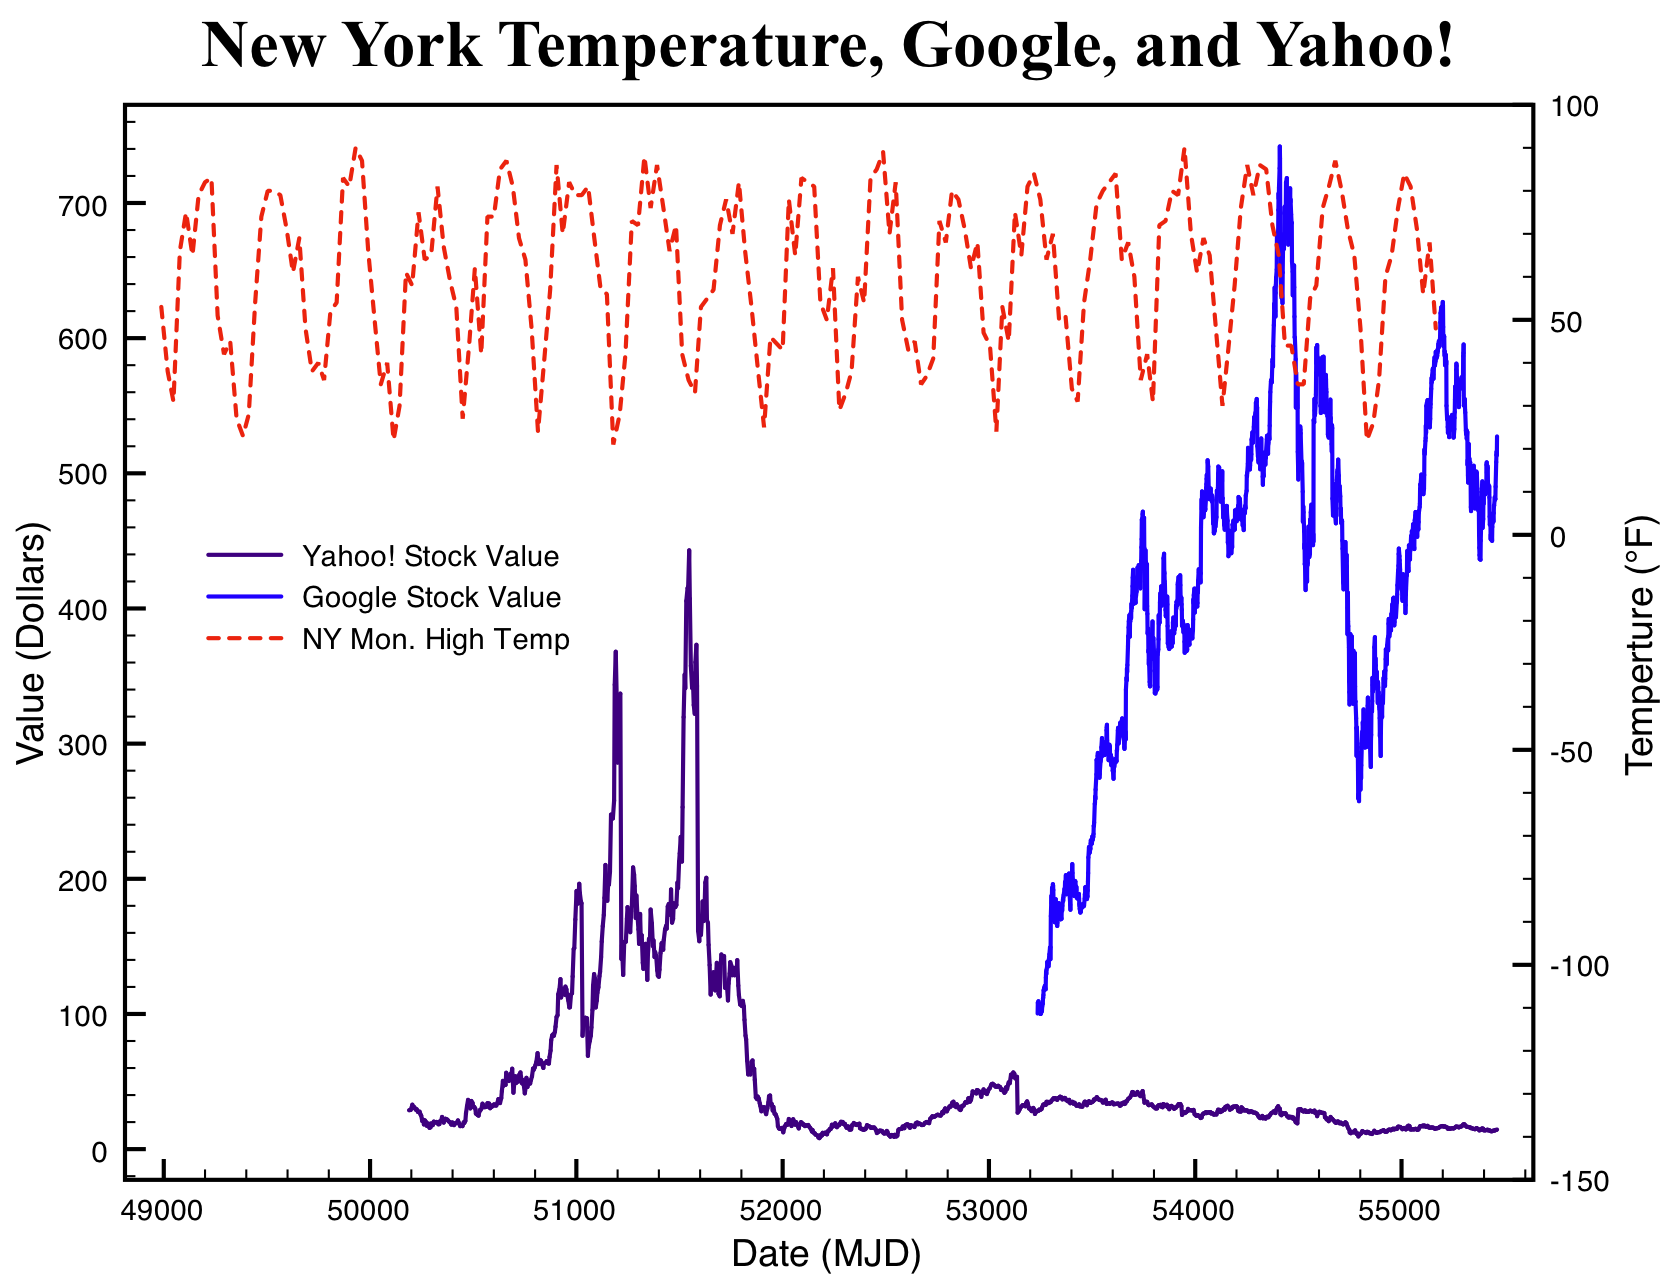 New York Temperature, Google, and Yahoo!
100
700
50
600
500
0
Yahoo! Stock Value
Google Stock Value
400
NY Mon. High Temp
Value (Dollars)
Temperture (°F)
300
-50
200
-100
100
0
-150
49000 50000 51000 52000 53000 54000 55000
Date (MJD)